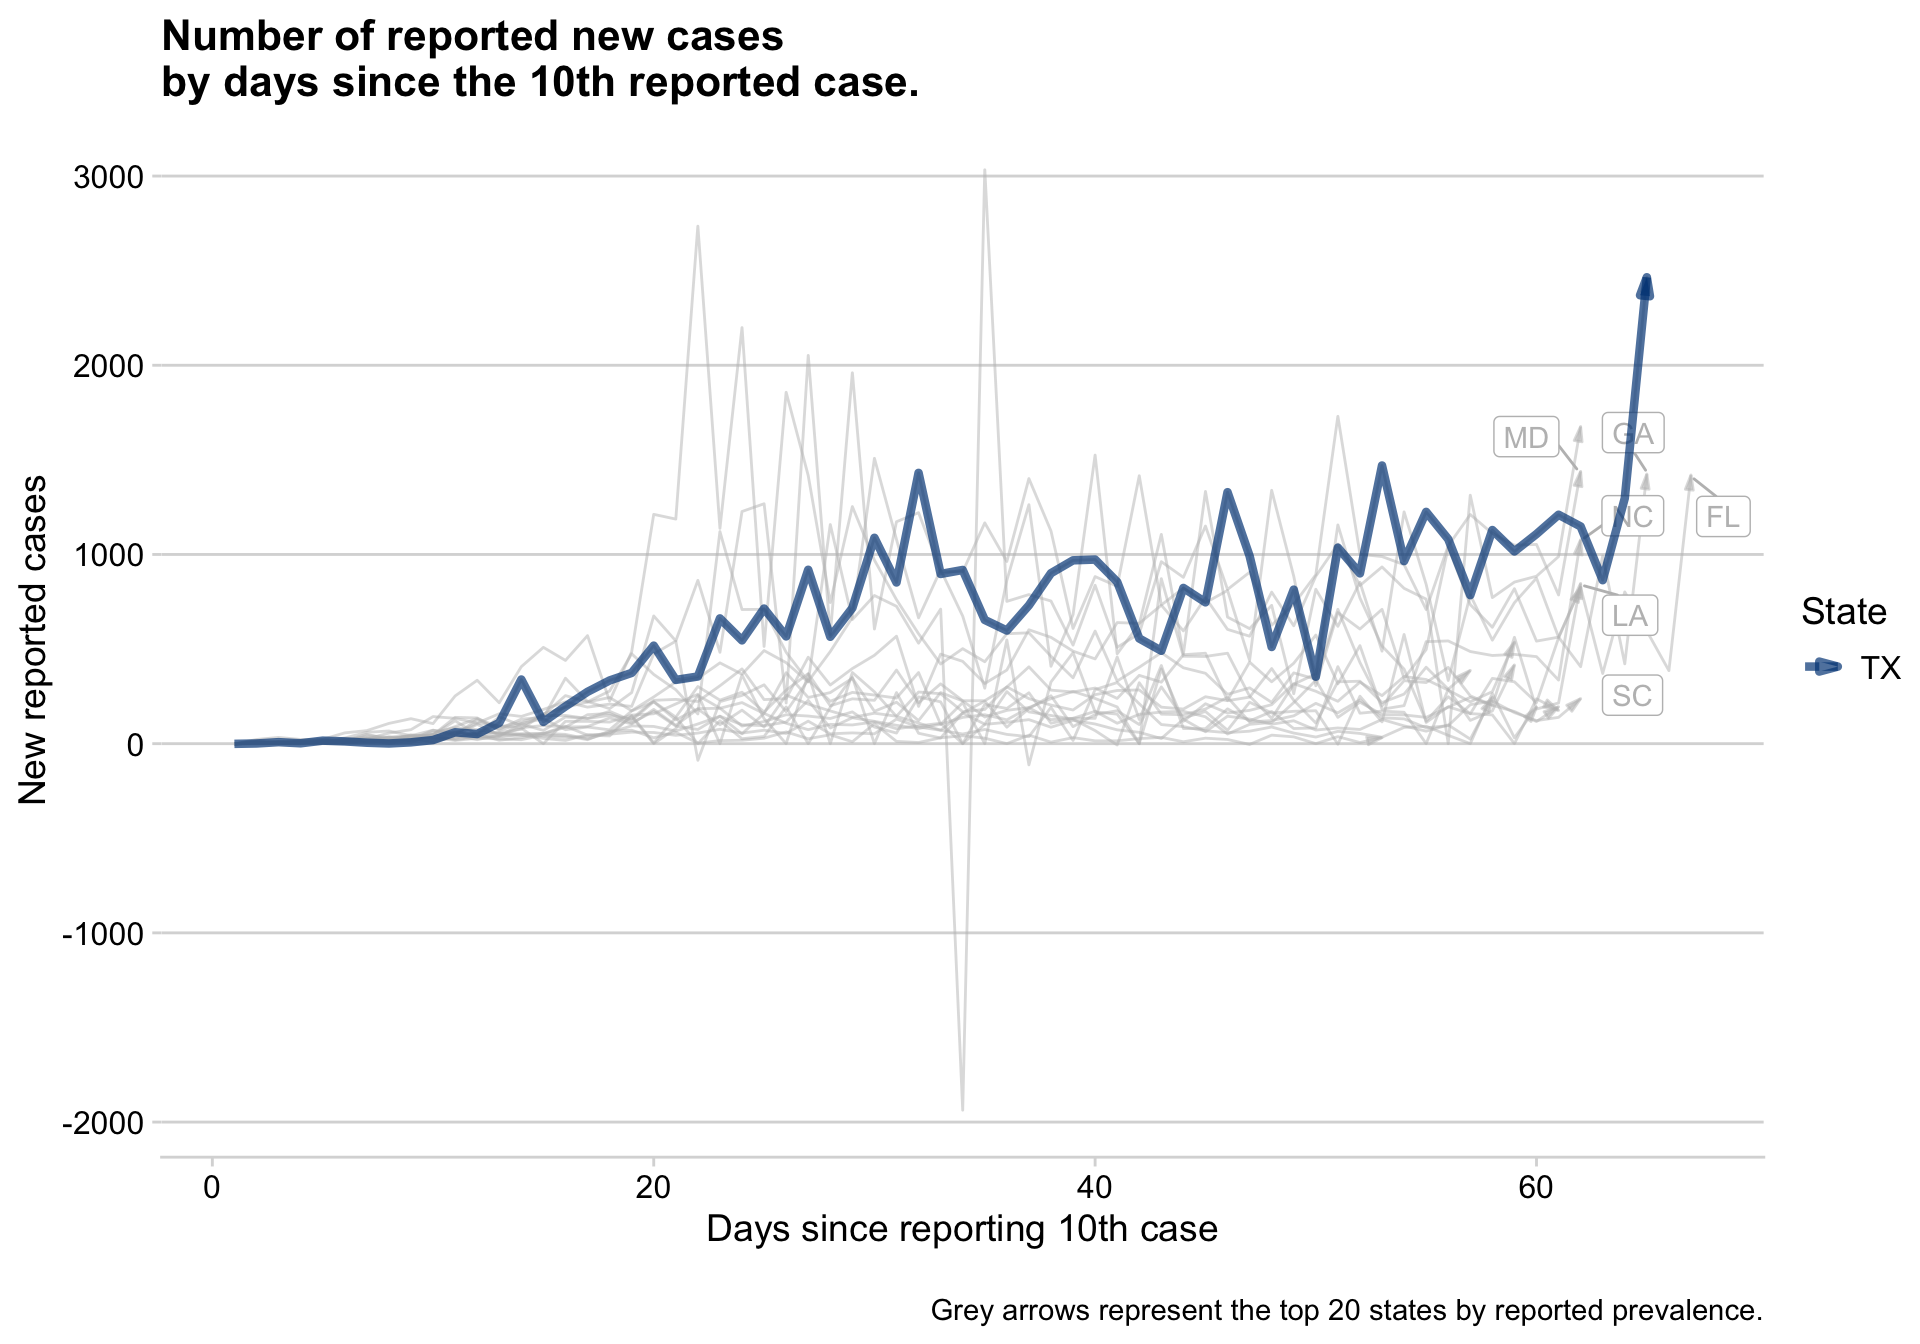 Number of reported new cases
by days since the 10th reported case.
New reported cases
3000
2000
1000
0
-1000
-2000
MD
GA
NC
FL
LA
SC
State
TX
0
20
40
60
Days since reporting 10th case
Grey arrows represent the top 20 states by reported prevalence.